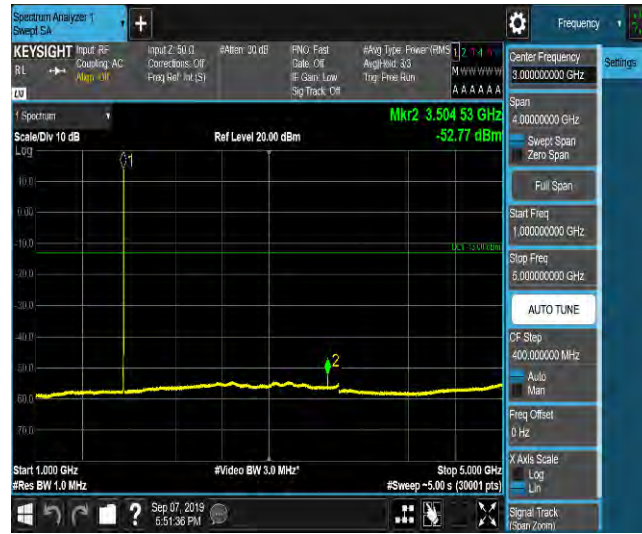 Spectrum Analyzer 1
Swept SA
+
Frequency
KEYSIGHT
Input: RF
Coupling: AC
Align: Off
Input Z: 50 Ω
Corrections: Off
Freq Ref: Int (S)
#Atten: 30 dB
PNO: Fast
Gate: Off
IF Gain: Low
Sig Track: Off
#Avg Type: Power (RMS
Avg|Hold: 3/3
Trig: Free Run
M W W W W W
A A A A A A
RL
LXI
1 Spectrum
Mkr2 3.504 53 GHz
Scale/Div 10 dB
Ref Level 20.00 dBm
-52.77 dBm
Log
1
10.0
0.00
-10.0
DL1 -13.00 dBm
-20.0
-30.0
-40.0
2
-50.0
-60.0
-70.0
Start 1.000 GHz
#Video BW 3.0 MHz*
Stop 5.000 GHz
#Res BW 1.0 MHz
#Sweep ~5.00 s (30001 pts)
?
Sep 07, 2019
5:51:36 PM
Settings
Center Frequency
3.000000000 GHz
Span
4.00000000 GHz
Swept Span
Zero Span
Full Span
Start Freq
1.000000000 GHz
Stop Freq
5.000000000 GHz
AUTO TUNE
CF Step
400.000000 MHz
Auto
Man
Freq Offset
0 Hz
X Axis Scale
Log
Lin
Signal Track
(Span Zoom)